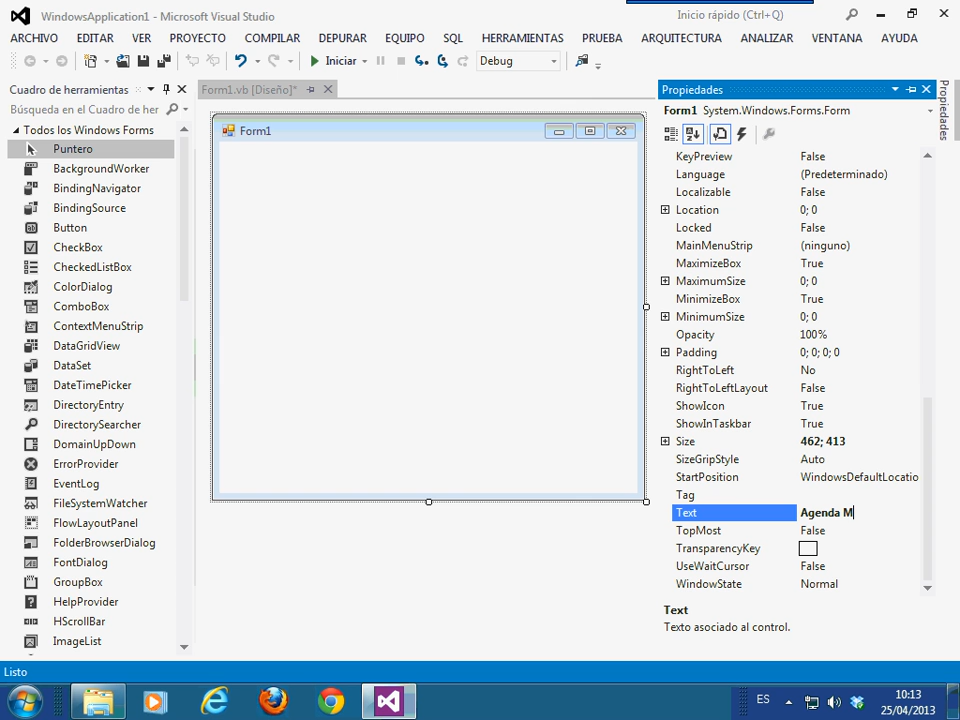 WindowsApplication1 - Microsoft Visual Studio
Inicio rápido (Ctrl+Q)
ARCHIVO EDITAR VER PROYECTO COMPILAR DEPURAR EQUIPO SQL HERRAMIENTAS PRUEBA ARQUITECTURA ANALIZAR VENTANA AYUDA
Iniciar Debug
Cuadro de herramientas
Búsqueda en el Cuadro de her
Todos los Windows Forms
Puntero
BackgroundWorker
BindingNavigator
BindingSource
Button
CheckBox
CheckedListBox
ColorDialog
ComboBox
ContextMenuStrip
DataGridView
DataSet
DateTimePicker
DirectoryEntry
DirectorySearcher
DomainUpDown
ErrorProvider
EventLog
FileSystemWatcher
FlowLayoutPanel
FolderBrowserDialog
FontDialog
GroupBox
HelpProvider
HScrollBar
ImageList
Form1.vb [Diseño]*
Form1
Propiedades
Form1 System.Windows.Forms.Form
KeyPreview False
Language (Predeterminado)
Localizable False
Location 0; 0
Locked False
MainMenuStrip (ninguno)
MaximizeBox True
MaximumSize 0; 0
MinimizeBox True
MinimumSize 0; 0
Opacity 100%
Padding 0; 0; 0; 0
RightToLeft No
RightToLeftLayout False
ShowIcon True
ShowInTaskbar True
Size 462; 413
SizeGripStyle Auto
StartPosition WindowsDefaultLocatio
Tag
Text Agenda M
TopMost False
TransparencyKey
UseWaitCursor False
WindowState Normal
Text
Texto asociado al control.
Propiedades
Listo
ES
10:13
25/04/2013